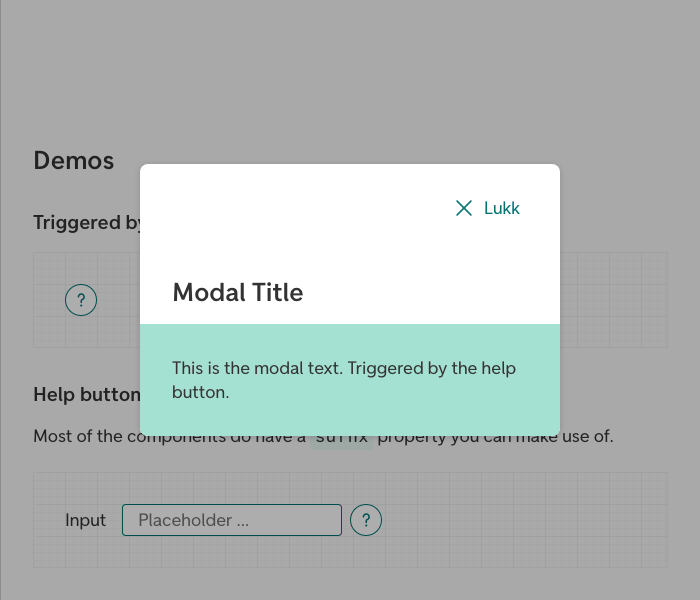 Demos
Triggered by
Lukk
?
Modal Title
This is the modal text. Triggered by the help
button.
Help button
Most of the components do have a suffix property you can make use of.
Input Placeholder ... ?